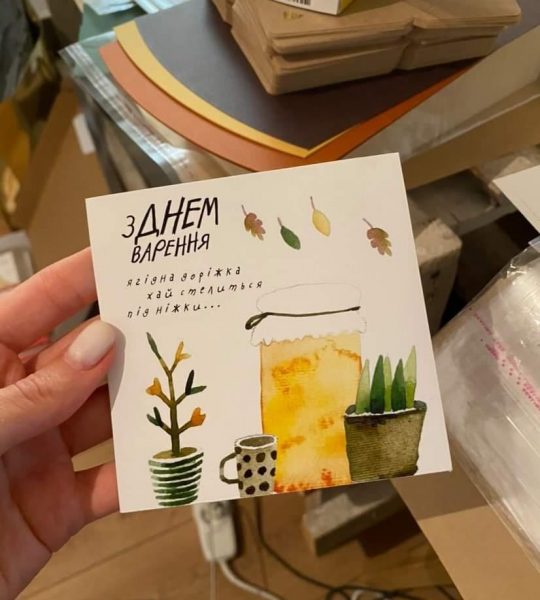 З ДНЕМ
ВАРЕННЯ
ягідна доріжка
хай стелиться
під ніжки...